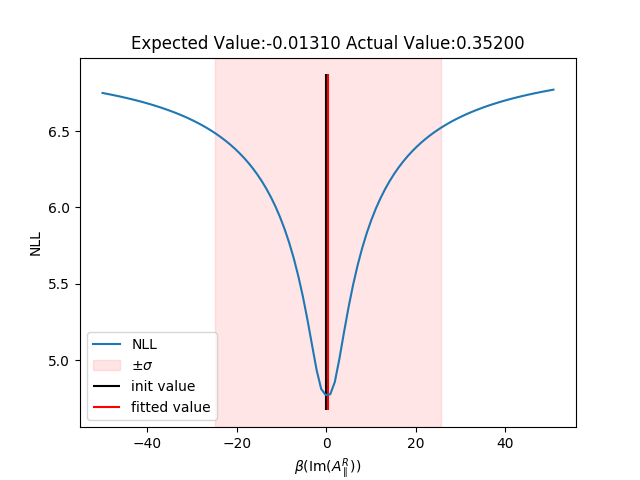 Expected Value:-0.01310 Actual Value:0.35200
NLL
6.5
6.0
5.5
5.0
NLL
±σ
init value
fitted value
−40 −20 0 20 40
β(Im(A_∥^R))